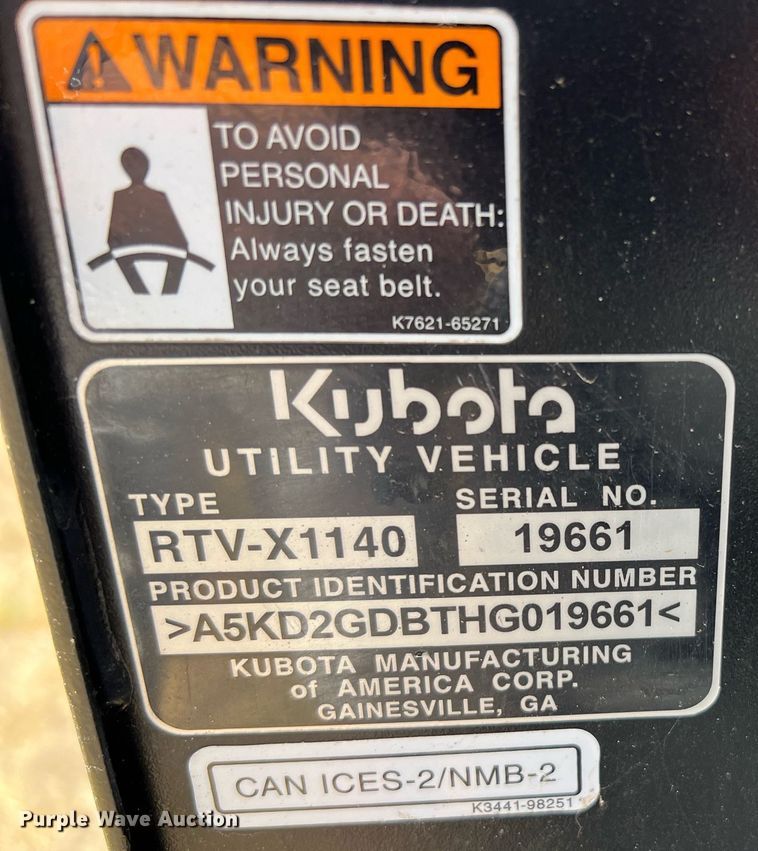 WARNING
TO AVOID
PERSONAL
INJURY OR DEATH:
Always fasten
your seat belt.
K7621-65271
Kubota
UTILITY VEHICLE
TYPE SERIAL NO.
RTV-X1140 19661
PRODUCT IDENTIFICATION NUMBER
>A5KD2GDBTHG019661<
KUBOTA MANUFACTURING
of AMERICA CORP.
GAINESVILLE, GA
CAN ICES-2/NMB-2
K3441-98251
Purple Wave Auction